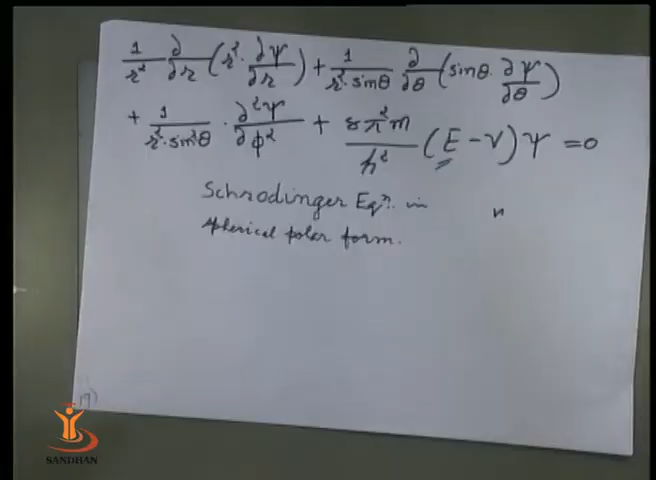 1/r² ∂/∂r (r² · ∂ψ/∂r) + 1/r²·sinθ ∂/∂θ (sinθ · ∂ψ/∂θ)
+ 1/r²·sin²θ · ∂²ψ/∂ϕ² + 8π²m/h² (E - V) ψ = 0
Schrodinger Eqⁿ. in
spherical polar form.
n
17)
SANDHAN